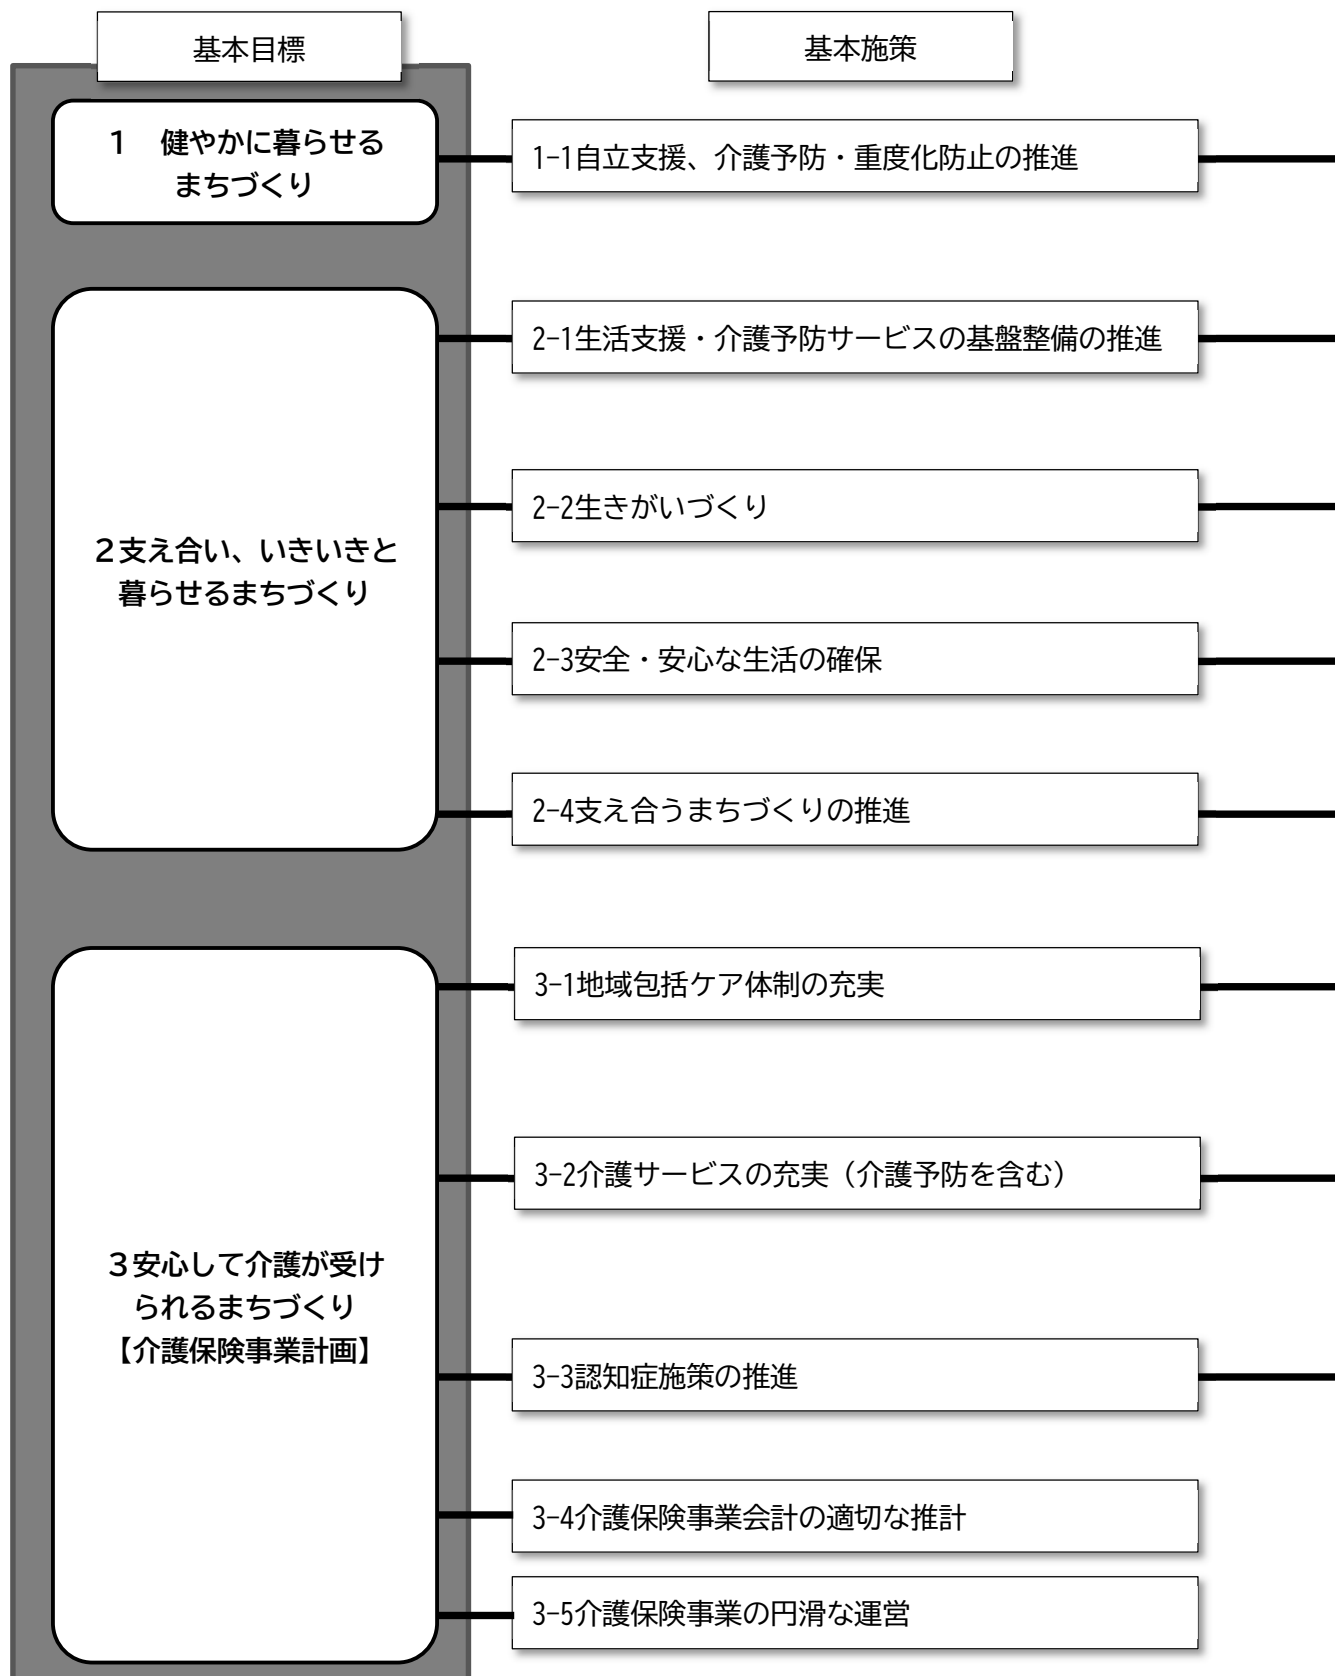 基本目標
基本施策
１　健やかに暮らせる
まちづくり
1-1自立支援、介護予防・重度化防止の推進
2-1生活支援・介護予防サービスの基盤整備の推進
2-2生きがいづくり
２支え合い、いきいきと
暮らせるまちづくり
2-3安全・安心な生活の確保
2-4支え合うまちづくりの推進
3-1地域包括ケア体制の充実
3-2介護サービスの充実（介護予防を含む）
３安心して介護が受け
られるまちづくり
【介護保険事業計画】
3-3認知症施策の推進
3-4介護保険事業会計の適切な推計
3-5介護保険事業の円滑な運営